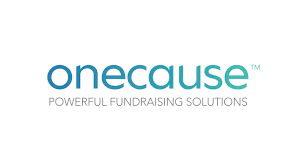 onecause™
POWERFUL FUNDRAISING SOLUTIONS